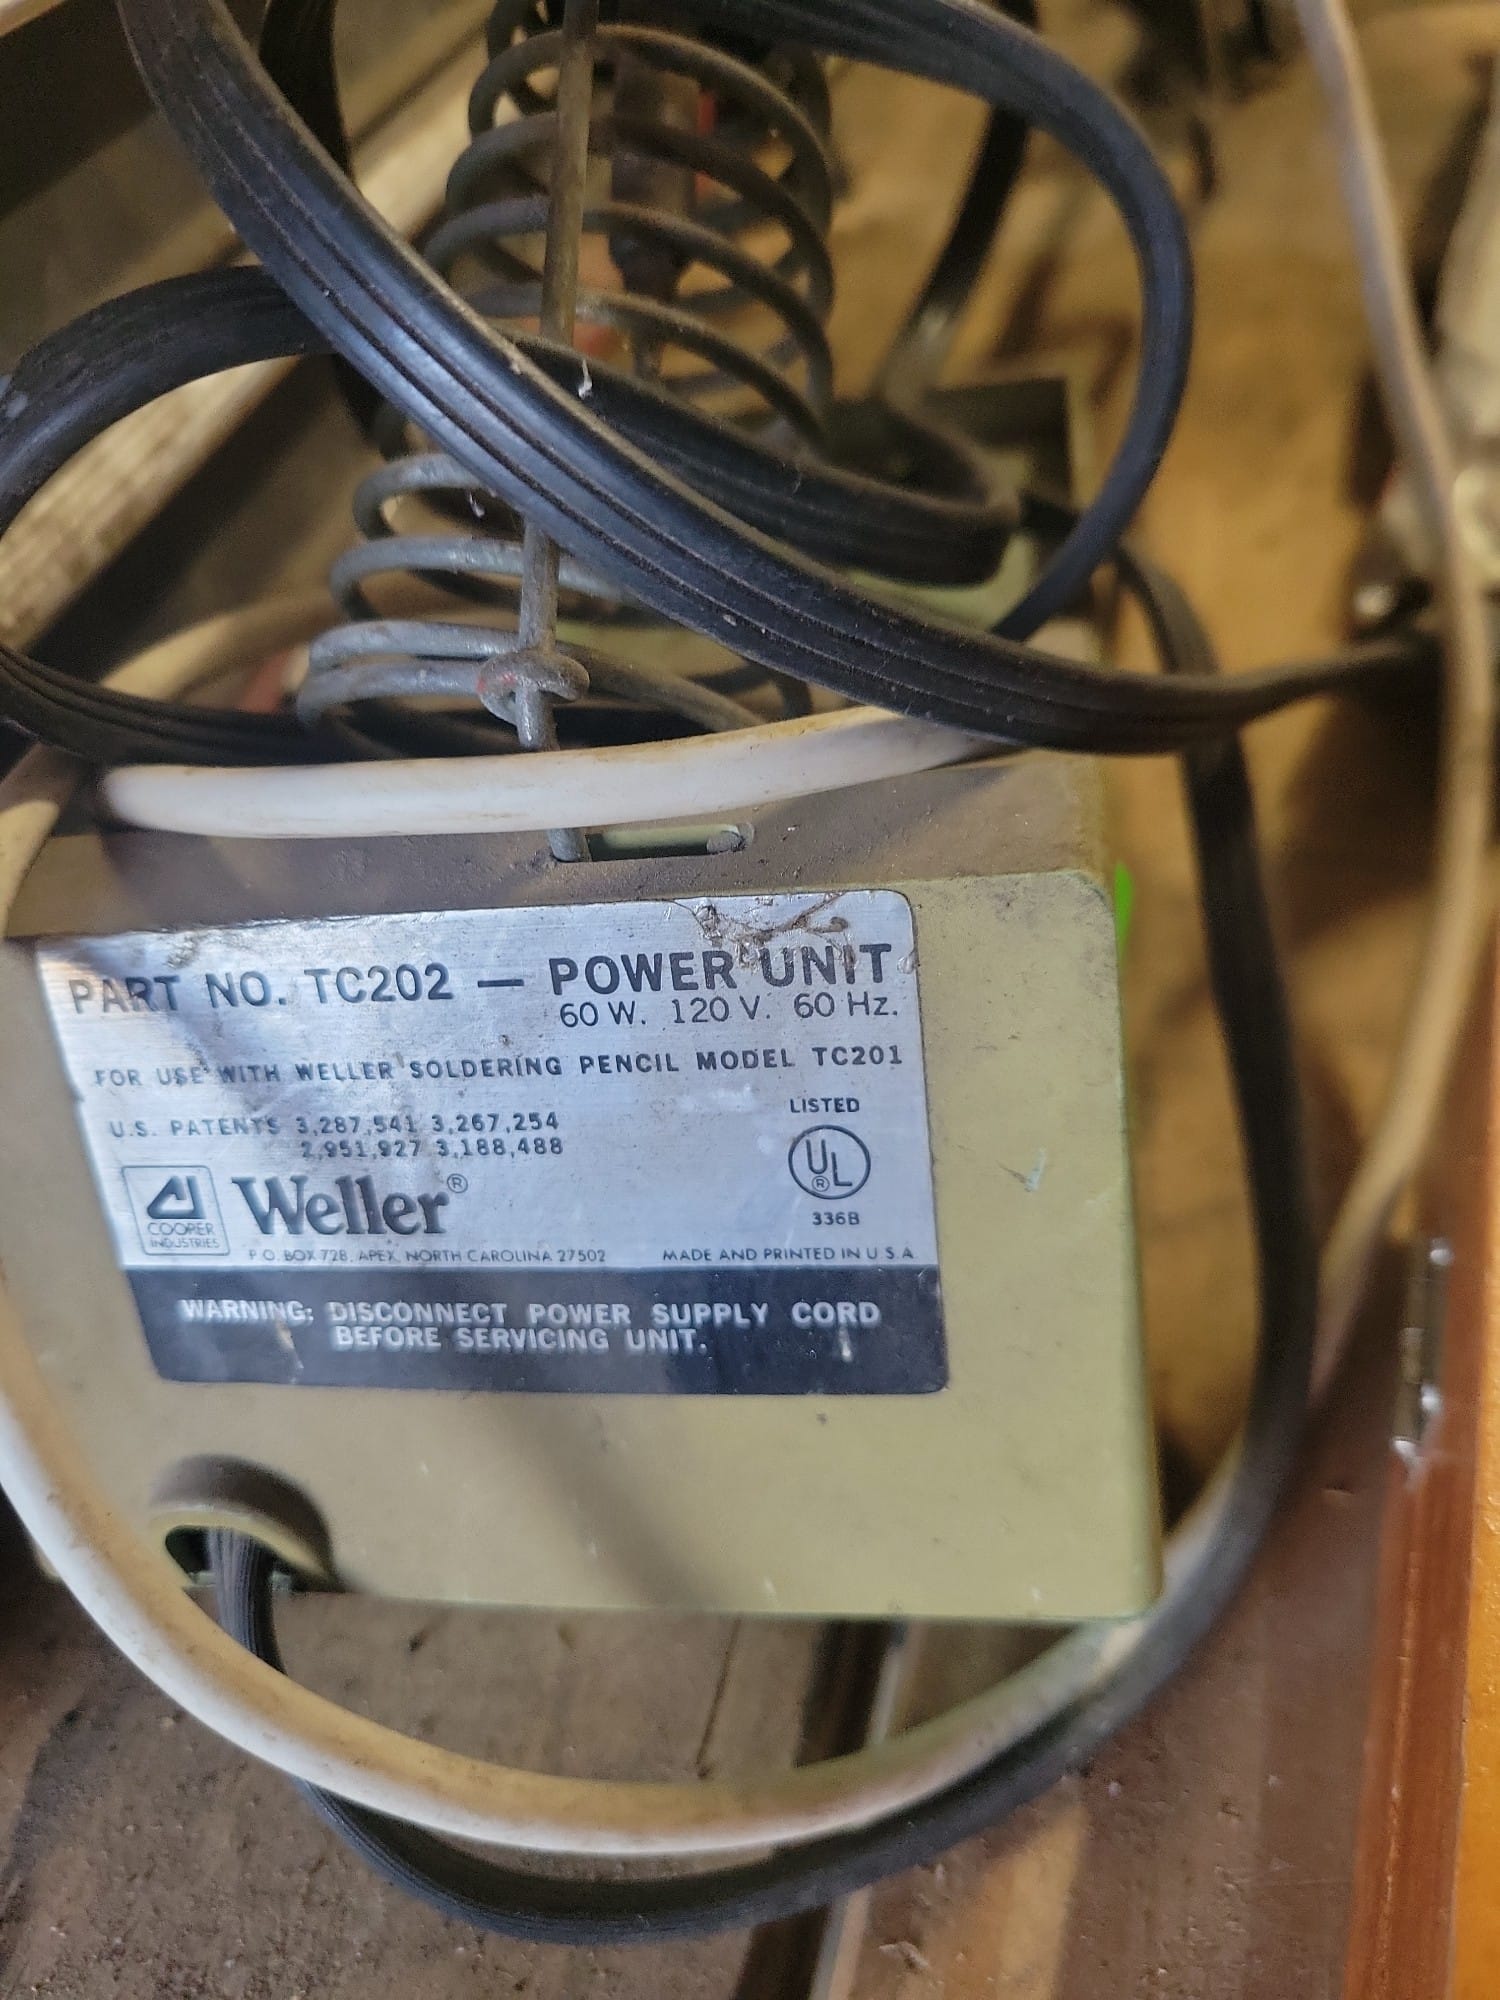 PART NO. TC202 — POWER UNIT
60 W. 120 V. 60 Hz.
FOR USE WITH WELLER SOLDERING PENCIL MODEL TC201
U.S. PATENTS 3,287,541 3,267,254
2,951,927 3,188,488
LISTED
UL ®
336B
CI
COOPER
INDUSTRIES
Weller®
P.O. BOX 728, APEX, NORTH CAROLINA 27502 MADE AND PRINTED IN U S A
WARNING: DISCONNECT POWER SUPPLY CORD
BEFORE SERVICING UNIT.